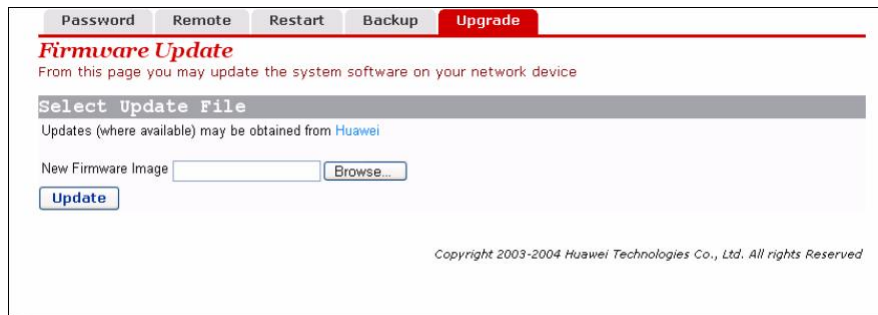 Password Remote Restart Backup Upgrade
Firmware Update
From this page you may update the system software on your network device
Select Update File
Updates (where available) may be obtained from Huawei
New Firmware Image Browse...
Update
Copyright 2003-2004 Huawei Technologies Co., Ltd. All rights Reserved